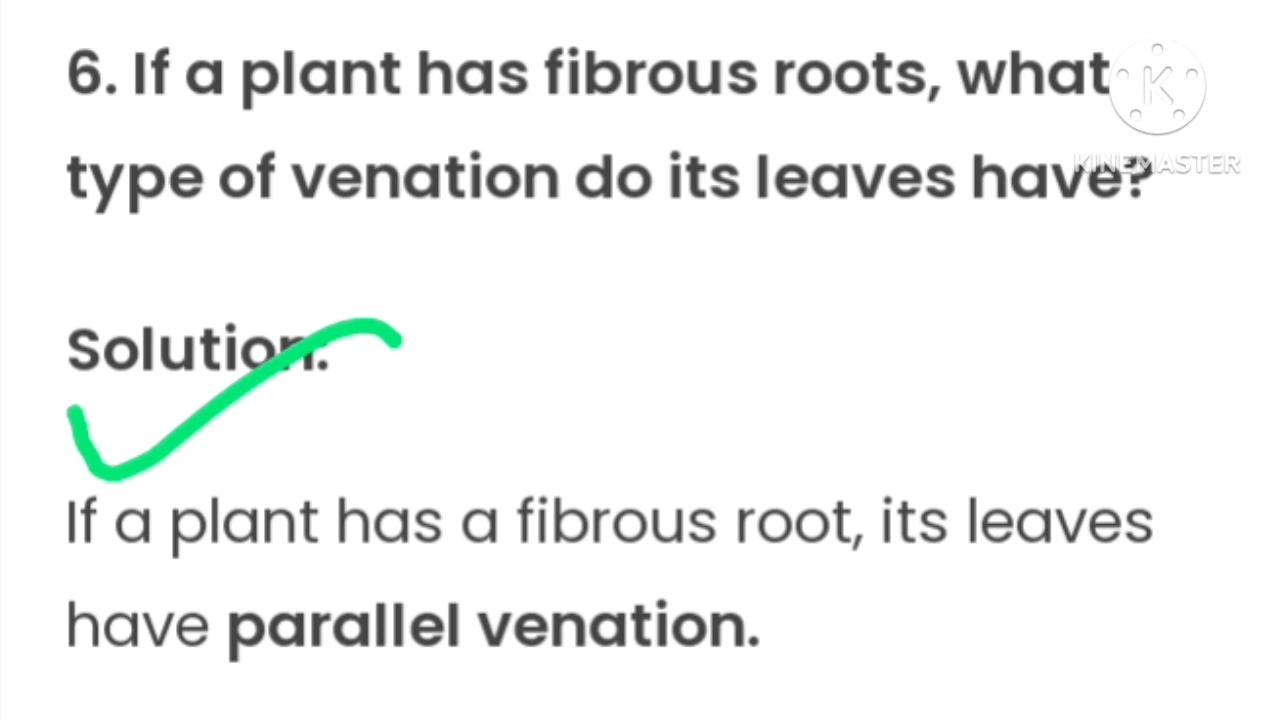 6. If a plant has fibrous roots, what
type of venation do its leaves have?
K
KINEMASTER
Solution:
If a plant has a fibrous root, its leaves
have parallel venation.